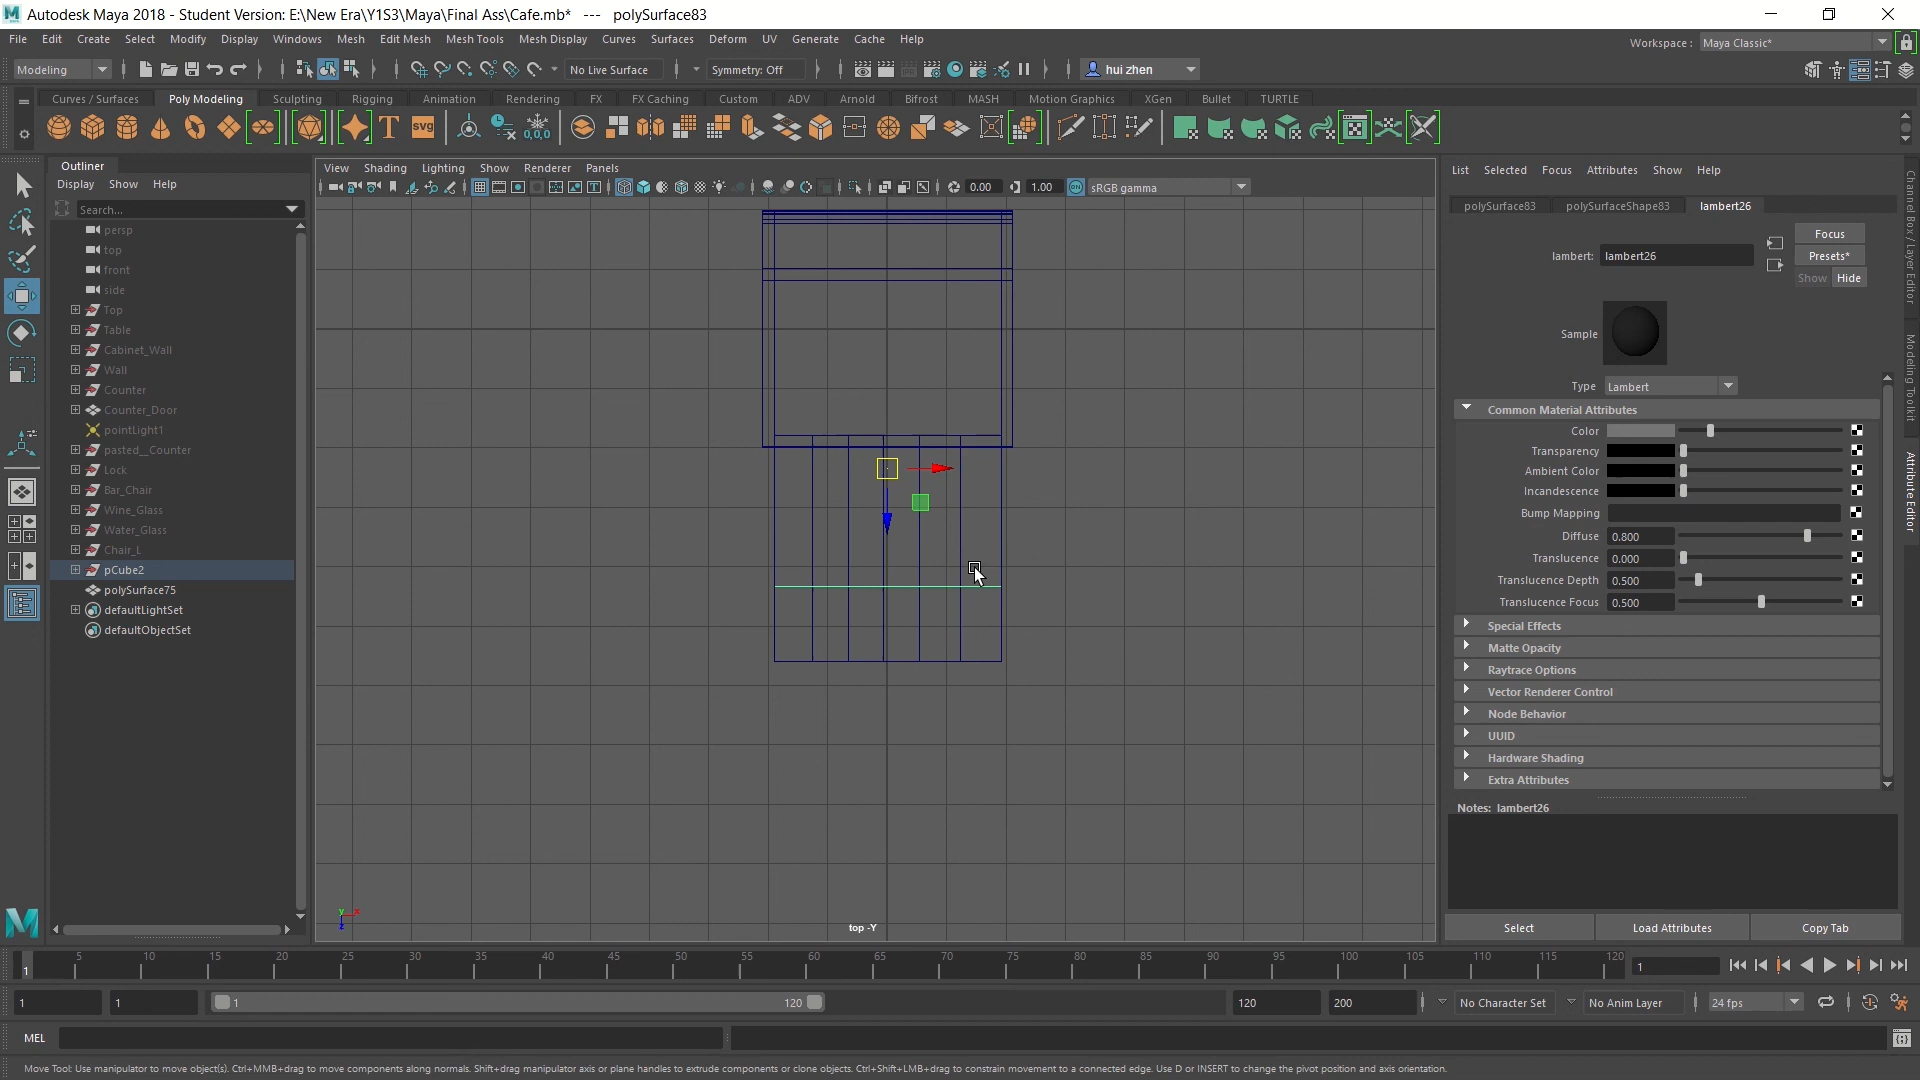 Autodesk Maya 2018 - Student Version: E:\New Era\Y1S3\Maya\Final Ass\Cafe.mb*   ---   polySurface83
File Edit Create Select Modify Display Windows Mesh Edit Mesh Mesh Tools Mesh Display Curves Surfaces Deform UV Generate Cache Help
Workspace : Maya Classic*
Modeling No Live Surface Symmetry: Off hui zhen
Curves / Surfaces Poly Modeling Sculpting Rigging Animation Rendering FX FX Caching Custom ADV Arnold Bifrost MASH Motion Graphics XGen Bullet TURTLE
T svg 0,0,0
Outliner
Display Show Help
Search...
persp
top
front
side
Top
Table
Cabinet_Wall
Wall
Counter
Counter_Door
pointLight1
pasted__Counter
Lock
Bar_Chair
Wine_Glass
Water_Glass
Chair_L
pCube2
polySurface75
defaultLightSet
defaultObjectSet
View Shading Lighting Show Renderer Panels
0.00 1.00 sRGB gamma
top -Y
List Selected Focus Attributes Show Help
polySurface83 polySurfaceShape83 lambert26
lambert: lambert26
Focus
Presets*
Show Hide
Sample
Type Lambert
Common Material Attributes
Color
Transparency
Ambient Color
Incandescence
Bump Mapping
Diffuse 0.800
Translucence 0.000
Translucence Depth 0.500
Translucence Focus 0.500
Special Effects
Matte Opacity
Raytrace Options
Vector Renderer Control
Node Behavior
UUID
Hardware Shading
Extra Attributes
Notes: lambert26
Select Load Attributes Copy Tab
Channel Box / Layer Editor
Modeling Toolkit
Attribute Editor
1 5 10 15 20 25 30 35 40 45 50 55 60 65 70 75 80 85 90 95 100 105 110 115 120 1
1 1 1 120 120 200 No Character Set No Anim Layer 24 fps
MEL
Move Tool: Use manipulator to move object(s). Ctrl+MMB+drag to move components along normals. Shift+drag manipulator axis or plane handles to extrude components or clone objects. Ctrl+Shift+LMB+drag to constrain movement to a connected edge. Use D or INSERT to change the pivot position and axis orientation.